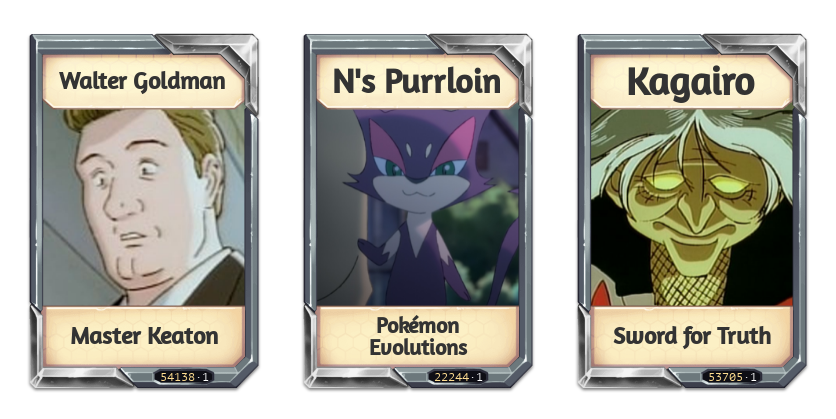 Walter Goldman
Master Keaton
54138·1
N's Purrloin
Pokémon
Evolutions
22244·1
Kagairo
Sword for Truth
53705·1